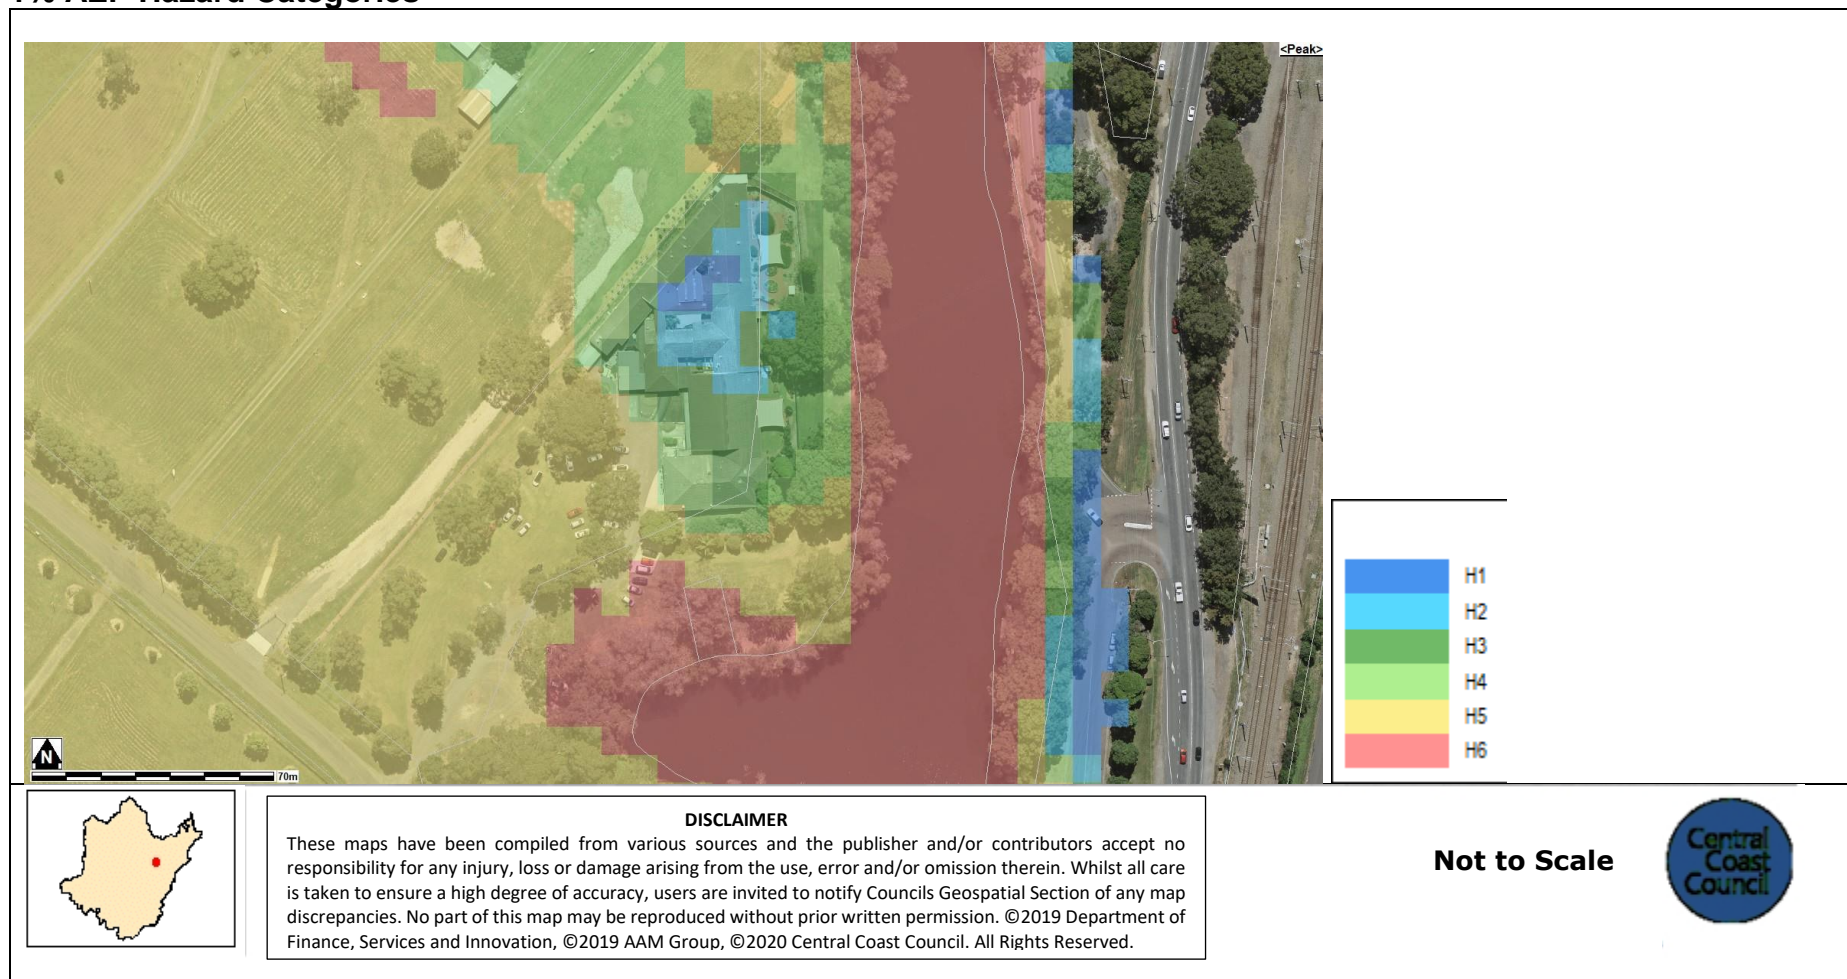 <Peak>
H1
H2
H3
H4
H5
H6
N
70m
DISCLAIMER
These maps have been compiled from various sources and the publisher and/or contributors accept no
responsibility for any injury, loss or damage arising from the use, error and/or omission therein. Whilst all care
is taken to ensure a high degree of accuracy, users are invited to notify Councils Geospatial Section of any map
discrepancies. No part of this map may be reproduced without prior written permission. ©2019 Department of
Finance, Services and Innovation, ©2019 AAM Group, ©2020 Central Coast Council. All Rights Reserved.
Not to Scale
Central
Coast
Council